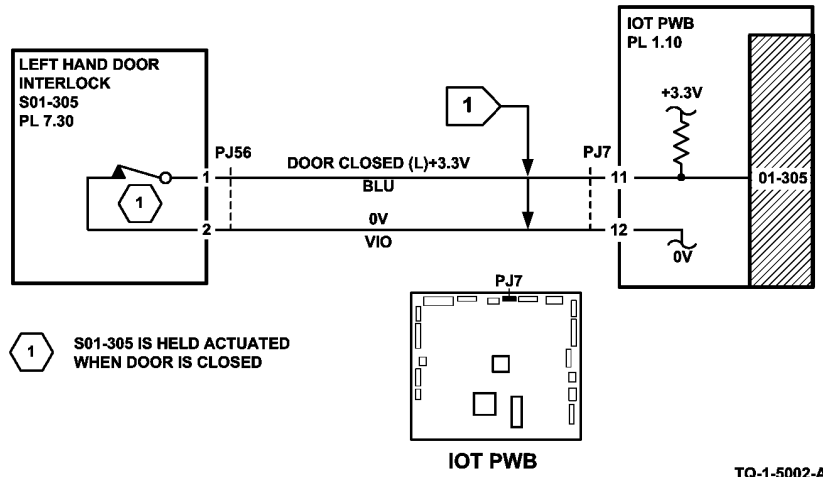 IOT PWB
PL 1.10
LEFT HAND DOOR
INTERLOCK
S01-305
PL 7.30
+3.3V
1
PJ56
PJ7
1
DOOR CLOSED (L)+3.3V
11
01-305
BLU
1
2
0V
12
VIO
0V
PJ7
1
S01-305 IS HELD ACTUATED
WHEN DOOR IS CLOSED
IOT PWB
TQ-1-5002-A